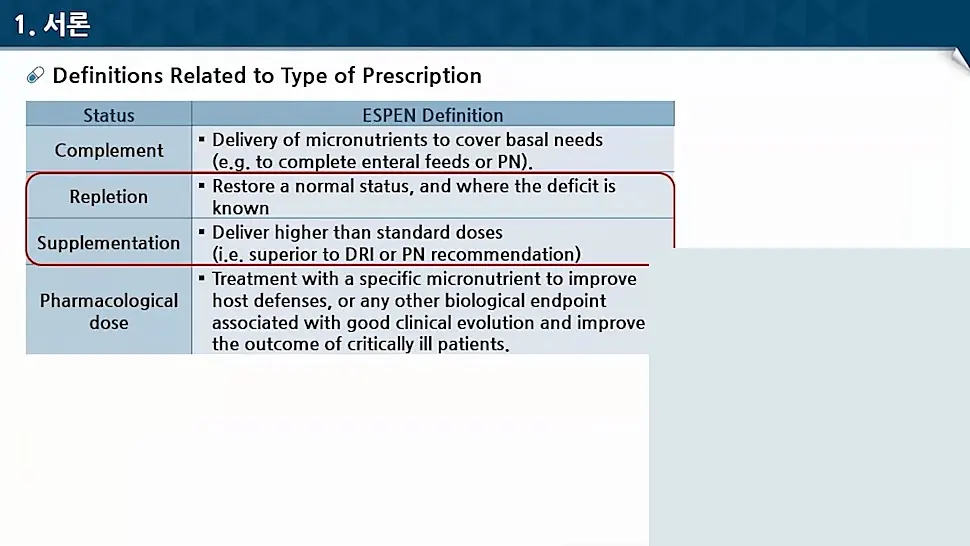 1. 서론
Definitions Related to Type of Prescription
Status
ESPEN Definition
Complement
▪ Delivery of micronutrients to cover basal needs
(e.g. to complete enteral feeds or PN).
Repletion
▪ Restore a normal status, and where the deficit is
known
Supplementation
▪ Deliver higher than standard doses
(i.e. superior to DRI or PN recommendation)
Pharmacological
dose
▪ Treatment with a specific micronutrient to improve
host defenses, or any other biological endpoint
associated with good clinical evolution and improve
the outcome of critically ill patients.